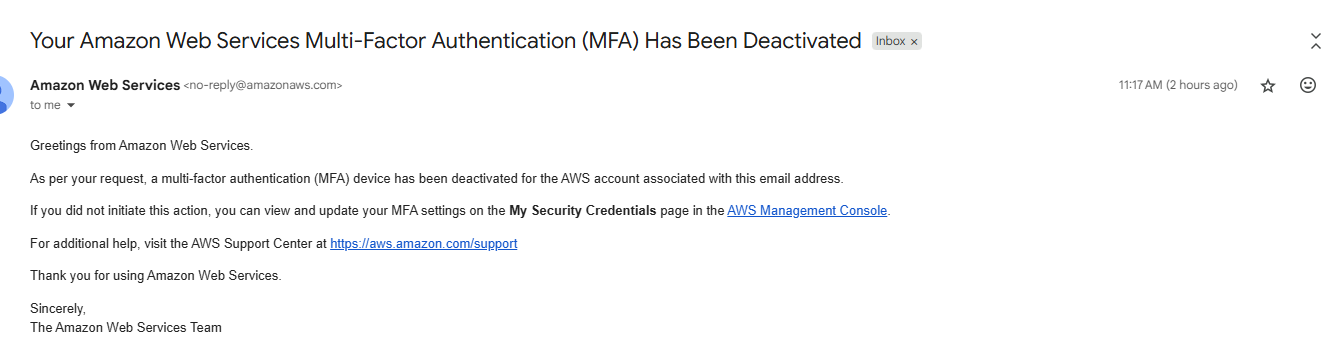 Your Amazon Web Services Multi-Factor Authentication (MFA) Has Been Deactivated Inbox ×
Amazon Web Services <no-reply@amazonaws.com> 11:17 AM (2 hours ago)
to me
Greetings from Amazon Web Services.
As per your request, a multi-factor authentication (MFA) device has been deactivated for the AWS account associated with this email address.
If you did not initiate this action, you can view and update your MFA settings on the My Security Credentials page in the AWS Management Console.
For additional help, visit the AWS Support Center at https://aws.amazon.com/support
Thank you for using Amazon Web Services.
Sincerely,
The Amazon Web Services Team